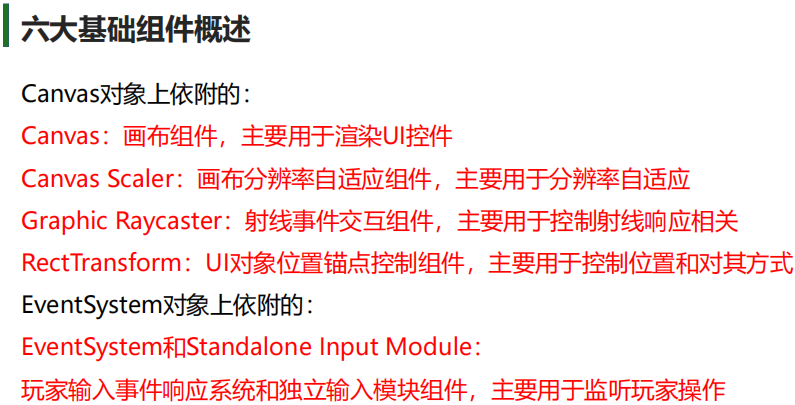 六大基础组件概述
Canvas对象上依附的：
Canvas：画布组件，主要用于渲染UI控件
Canvas Scaler：画布分辨率自适应组件，主要用于分辨率自适应
Graphic Raycaster：射线事件交互组件，主要用于控制射线响应相关
RectTransform：UI对象位置锚点控制组件，主要用于控制位置和对其方式
EventSystem对象上依附的：
EventSystem和Standalone Input Module：
玩家输入事件响应系统和独立输入模块组件，主要用于监听玩家操作